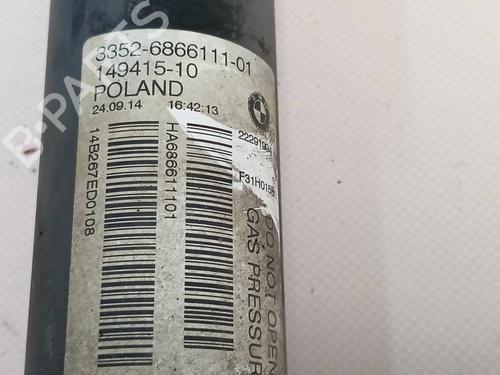 3352-6866111-01
149415-10
POLAND
24.09.14 16:42:13
14B267ED0108
HA686611101
F31H015B
DO NOT OPEN
GAS PRESSUR
B-PARTS